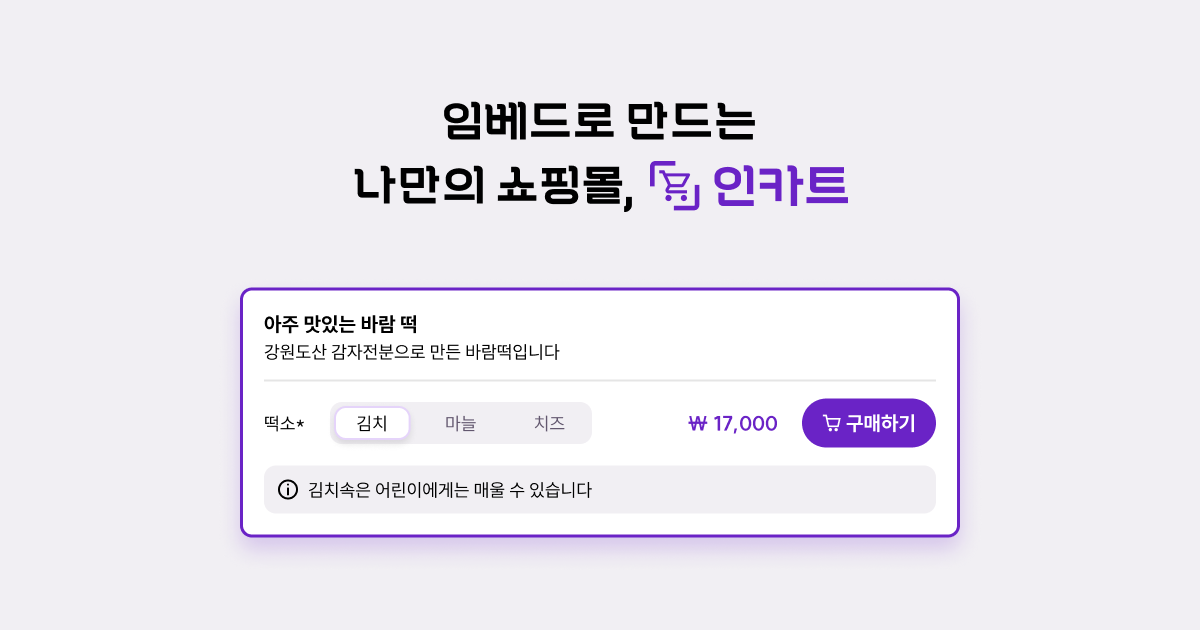 임베드로 만드는
나만의 쇼핑몰, 인카트
아주 맛있는 바람 떡
강원도산 감자전분으로 만든 바람떡입니다
떡소* 김치 마늘 치즈 ₩ 17,000 구매하기
김치속은 어린이에게는 매울 수 있습니다